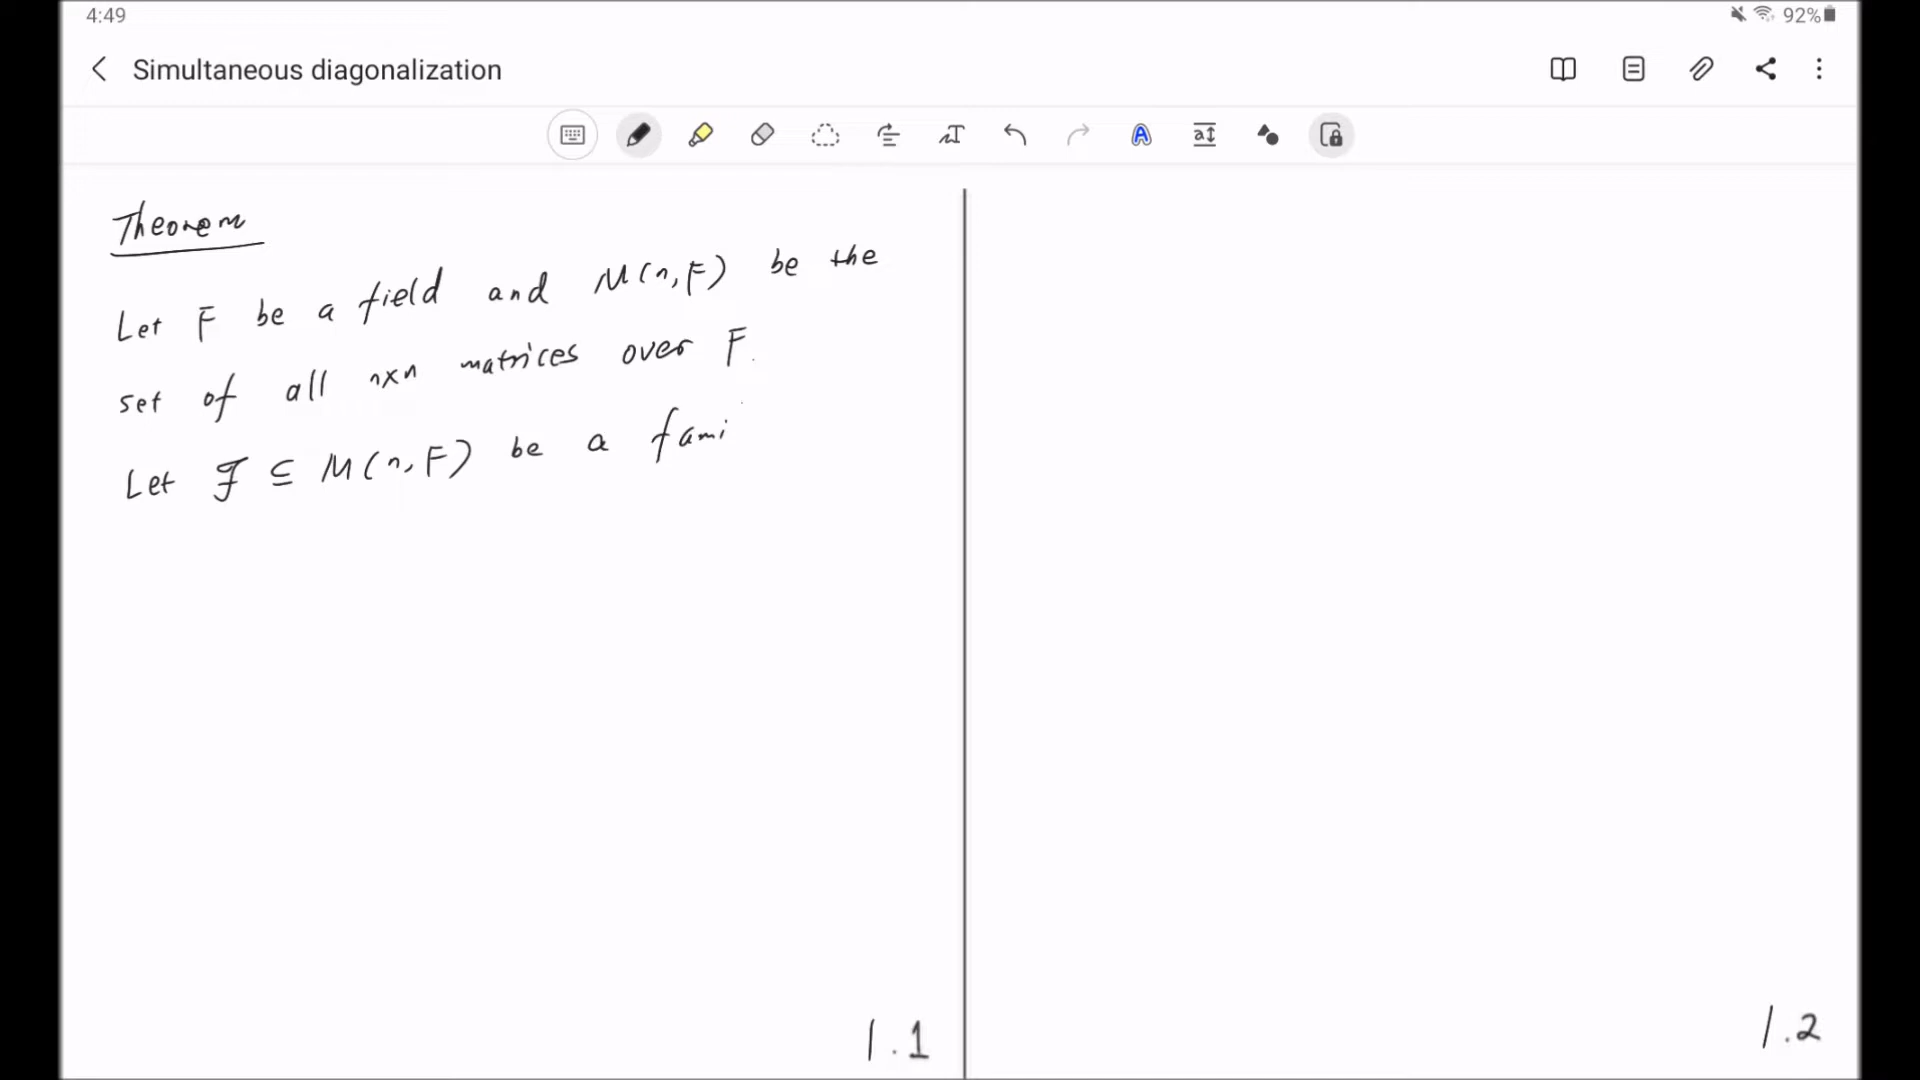 4:49
92%
Simultaneous diagonalization
Theorem
Let F be a field and M(n,F) be the
set of all n×n matrices over F.
Let ℱ ⊆ M(n,F) be a fami
1.1
1.2